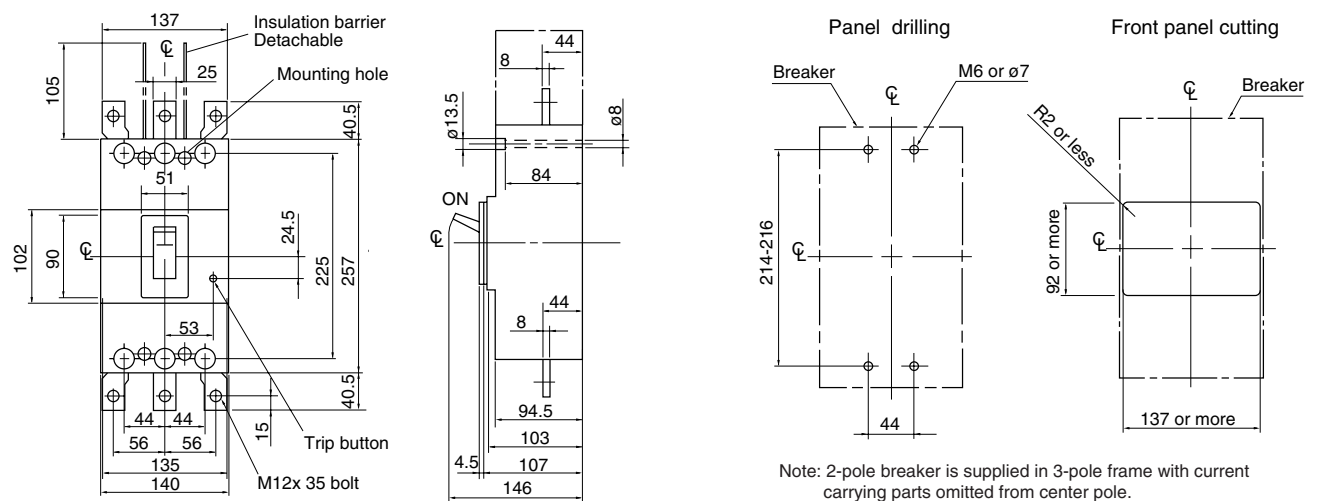 137
Insulation barrier
Detachable
℄
25
Mounting hole
105
40.5
51
102
90
℄
24.5
225
257
53
44
44
56
56
135
140
15
40.5
Trip button
M12x 35 bolt
44
8
ø13.5
ø8
84
ON
℄
44
8
94.5
103
4.5
107
146
Panel drilling
Breaker
M6 or ø7
℄
℄
214-216
44
Front panel cutting
Breaker
℄
R2 or less
℄
92 or more
137 or more
Note: 2-pole breaker is supplied in 3-pole frame with current
carrying parts omitted from center pole.